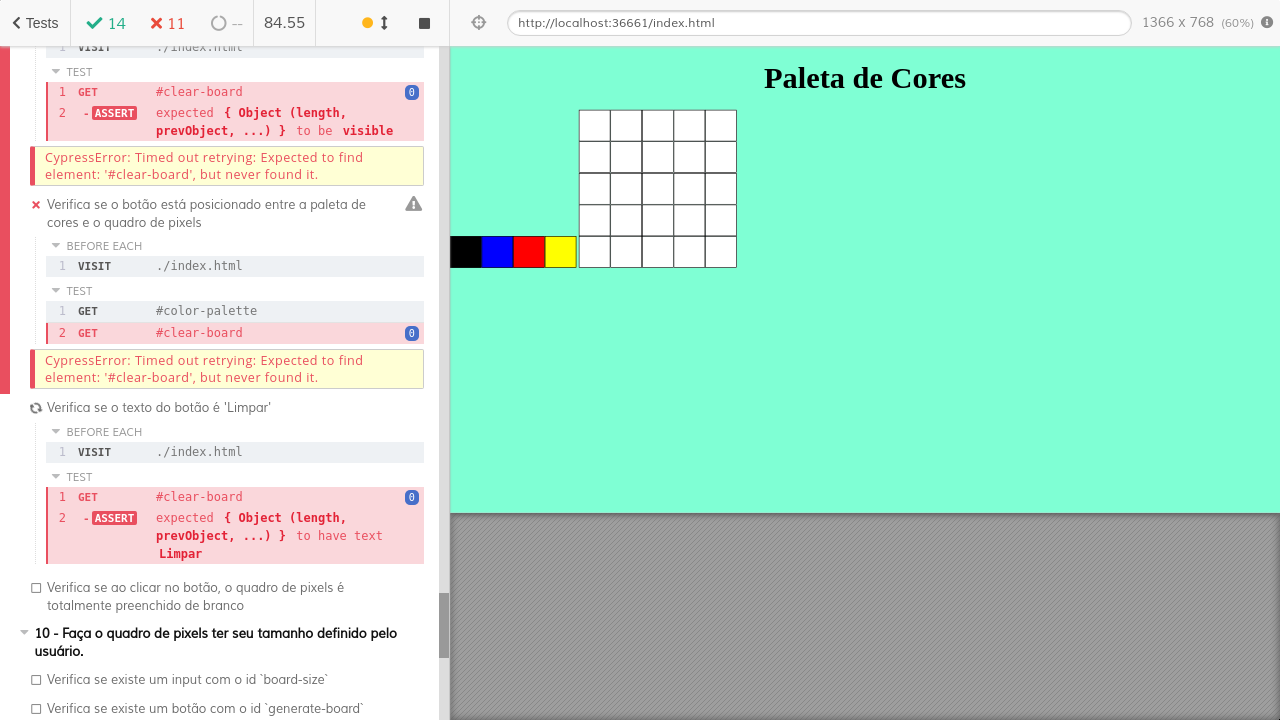 Tests
14
11
--
84.55
http://localhost:36661/index.html
1366 x 768 (60%)
1 VISIT ./index.html
TEST
1 GET #clear-board 0
2 - ASSERT expected { Object (length,
prevObject, ...) } to be visible
CypressError: Timed out retrying: Expected to find
element: '#clear-board', but never found it.
Verifica se o botão está posicionado entre a paleta de
cores e o quadro de pixels
BEFORE EACH
1 VISIT ./index.html
TEST
1 GET #color-palette
2 GET #clear-board 0
CypressError: Timed out retrying: Expected to find
element: '#clear-board', but never found it.
Verifica se o texto do botão é 'Limpar'
BEFORE EACH
1 VISIT ./index.html
TEST
1 GET #clear-board 0
2 - ASSERT expected { Object (length,
prevObject, ...) } to have text
Limpar
Verifica se ao clicar no botão, o quadro de pixels é
totalmente preenchido de branco
10 - Faça o quadro de pixels ter seu tamanho definido pelo
usuário.
Verifica se existe um input com o id `board-size`
Verifica se existe um botão com o id `generate-board`
Paleta de Cores